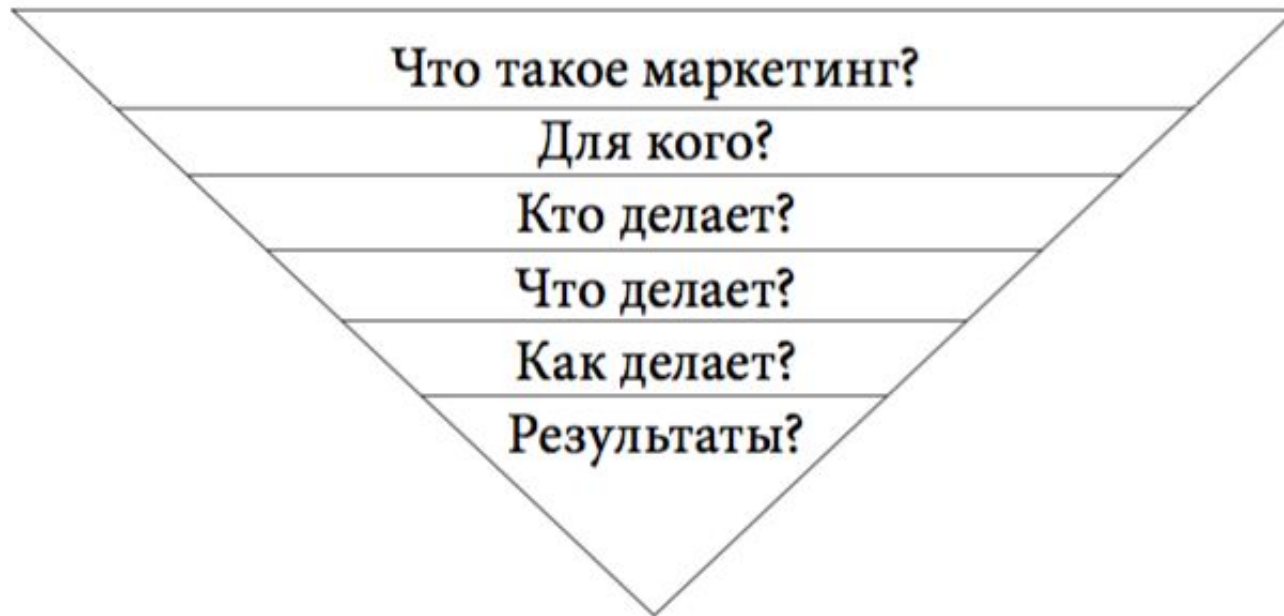 Что такое маркетинг?
Для кого?
Кто делает?
Что делает?
Как делает?
Результаты?